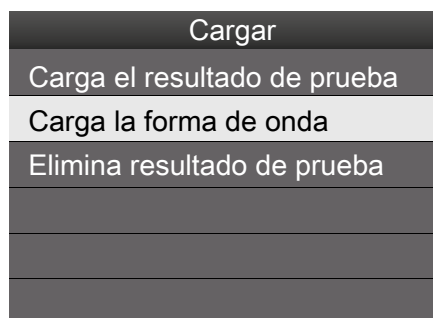 Cargar
Carga el resultado de prueba
Carga la forma de onda
Elimina resultado de prueba